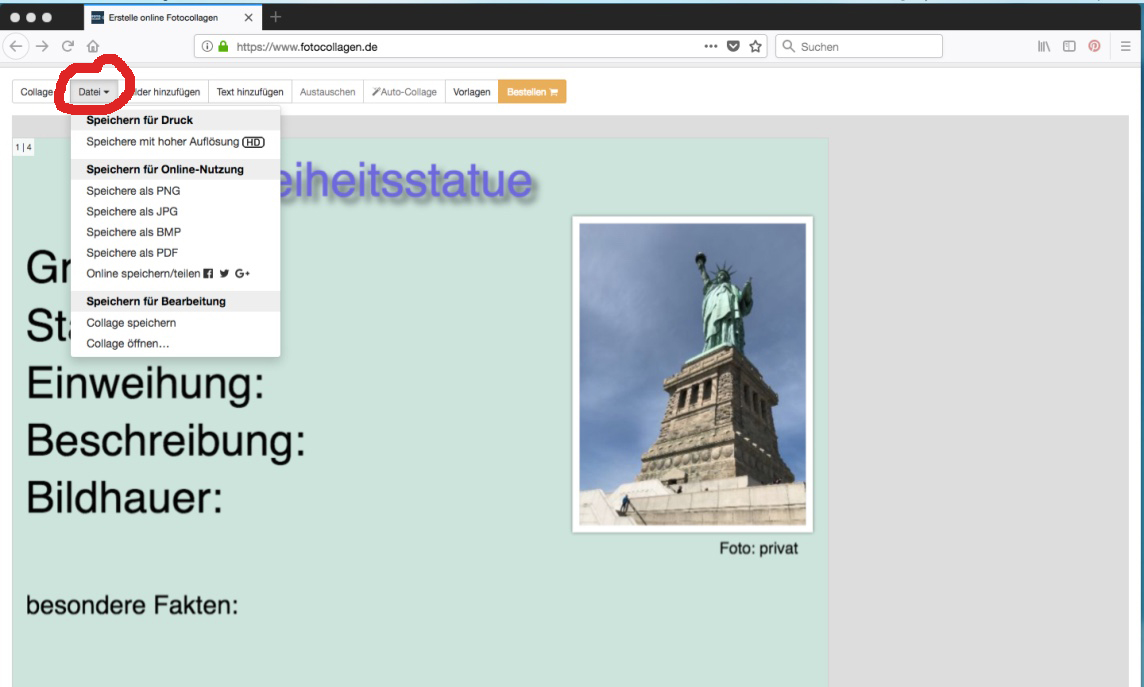 Erstelle online Fotocollagen
https://www.fotocollagen.de
Suchen
Collage
Datei
lder hinzufügen
Text hinzufügen
Austauschen
Auto-Collage
Vorlagen
Bestellen
Speichern für Druck
Speichere mit hoher Auflösung HD
Speichern für Online-Nutzung
Speichere als PNG
Speichere als JPG
Speichere als BMP
Speichere als PDF
Online speichern/teilen G+
Speichern für Bearbeitung
Collage speichern
Collage öffnen…
1|4
eiheitsstatue
Gr
Sta
Einweihung:
Beschreibung:
Bildhauer:
Foto: privat
besondere Fakten: